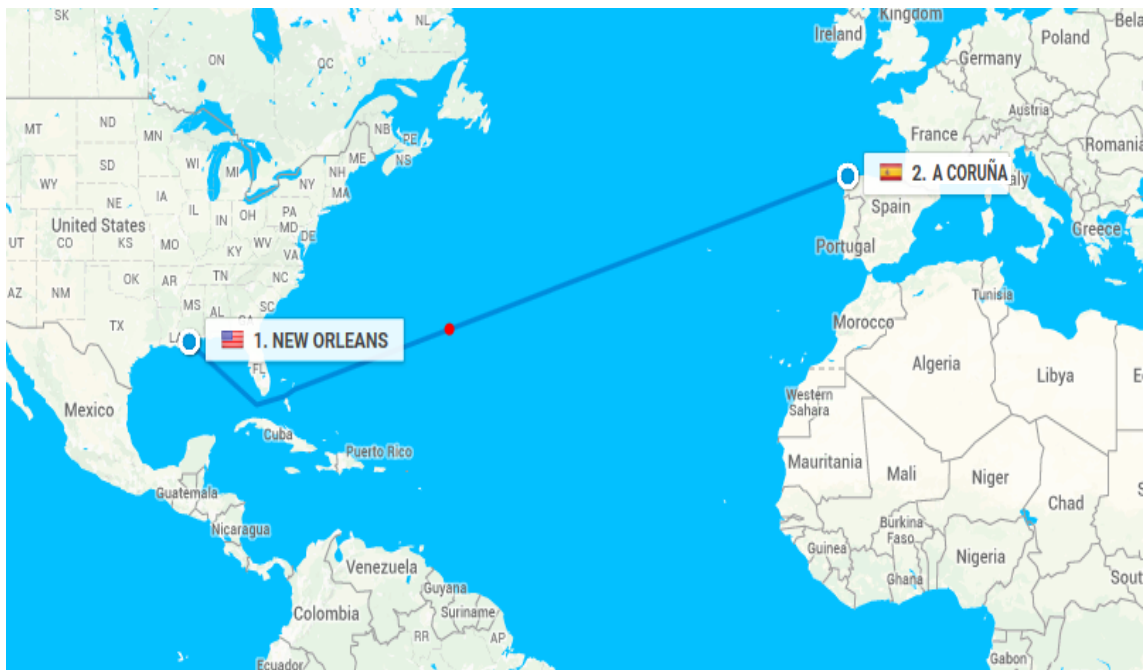 SK
NL
Kingdom
Ireland
Poland
Bela
ON
QC
Germany
MT
ND
MN
NB
PE
Austria
France
Romania
WI
MI
ME
NS
SD
NH
WY
NY
MA
2. A CORUÑA
aly
IA
NE
PA
Spain
United States
IL
IN
OH
MD
DE
Greece
UT
CO
KS
MO
WV
VA
Portugal
KY
OK
TN
NC
Tunisia
AZ
NM
AR
SC
MS
AL
GA
Morocco
TX
LA
1. NEW ORLEANS
FL
Algeria
Libya
E
Western
Sahara
Mexico
Cuba
Puerto Rico
Mauritania
Mali
Niger
Guatemala
Chad
S
Nicaragua
Burkina
Faso
Guinea
Nigeria
Venezuela
Ghana
South
Guyana
Colombia
Suriname
RR
AP
Ecuador
Gabon